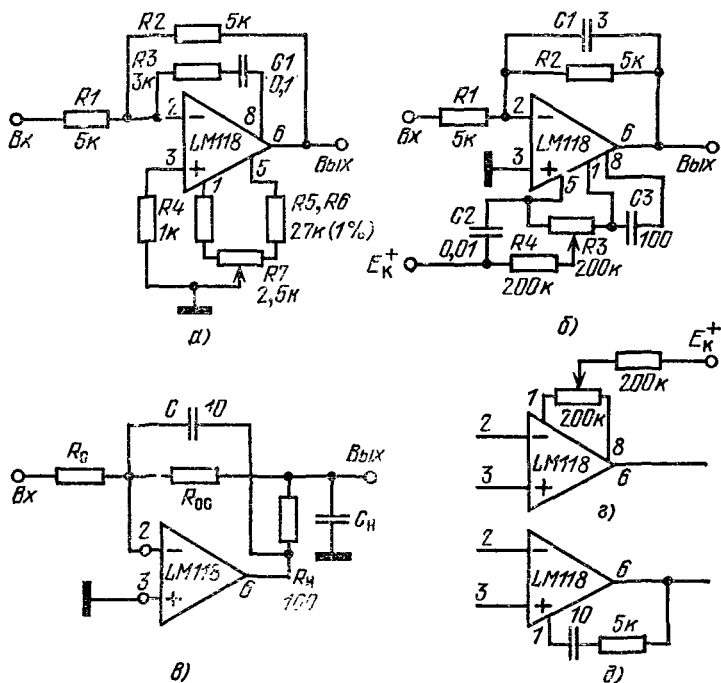 R2 5к
R3
3к
C1
0,1
R1
5к
Вх
2
8
6
LM118
3
5
1
Вых
R4
1к
R5, R6
27к (1%)
R7
2,5к
а)
C1 3
R2 5к
R1
5к
Вх
2
6
LM118
3
1
8
5
Вых
C2
0,01
R4
200к
R3
200к
C3
100
Eк+
б)
C 10
R0
Вх
Rос
Вых
Cн
2
LM118
3
6
Rн
100
в)
Eк+
200к
200к
1
2
LM118
8
3
6
г)
2
LM118
6
3
1
10
5к
д)